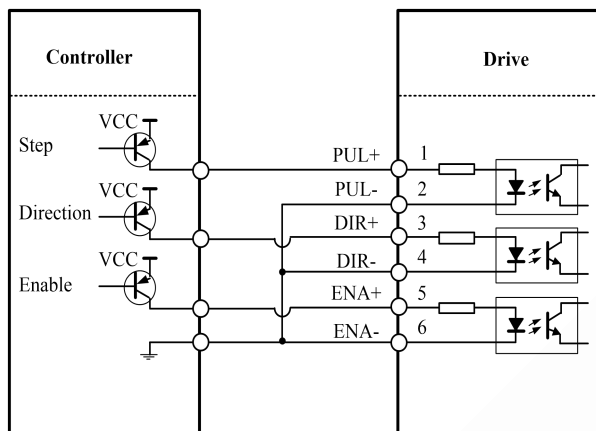 Controller
Drive
VCC
Step
PUL+ 1
PUL- 2
VCC
Direction
DIR+ 3
DIR- 4
VCC
Enable
ENA+ 5
ENA- 6